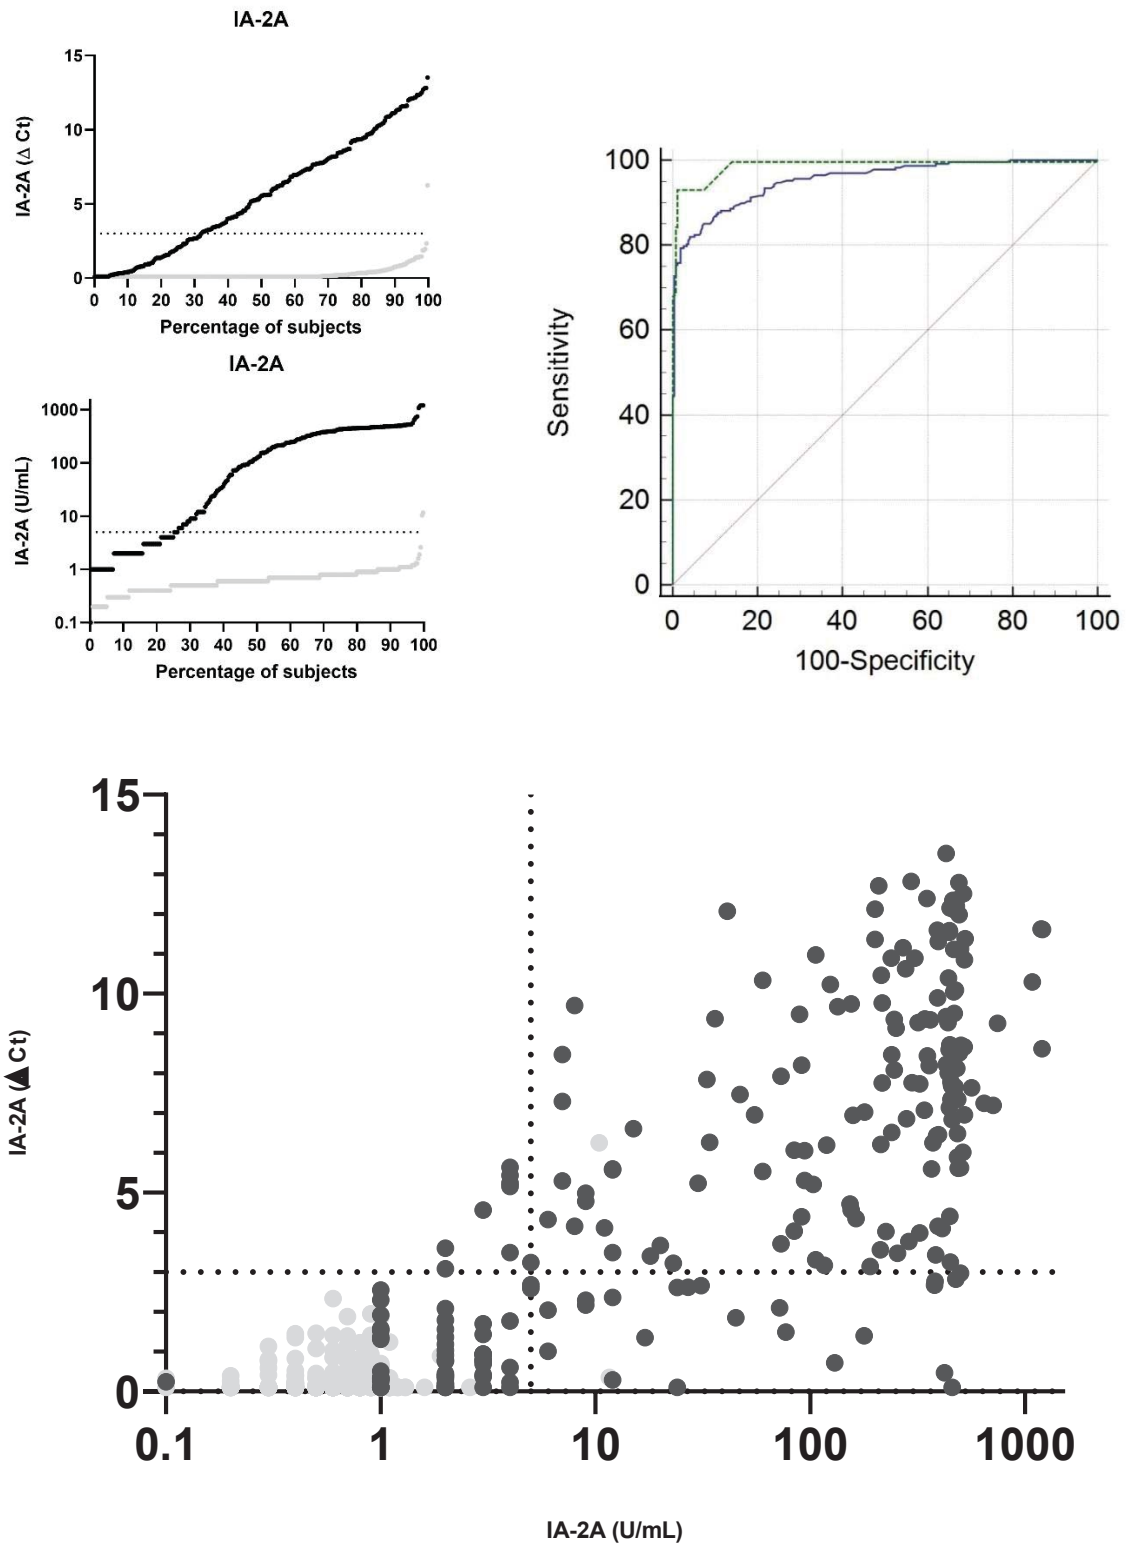 IA-2A
15
10
5
0
IA-2A (Δ Ct)
0 10 20 30 40 50 60 70 80 90 100
Percentage of subjects
IA-2A
1000
100
10
1
0.1
IA-2A (U/mL)
0 10 20 30 40 50 60 70 80 90 100
Percentage of subjects
100
80
60
40
20
0
Sensitivity
0 20 40 60 80 100
100-Specificity
15
10
5
0
IA-2A (▲ Ct)
0.1 1 10 100 1000
IA-2A (U/mL)